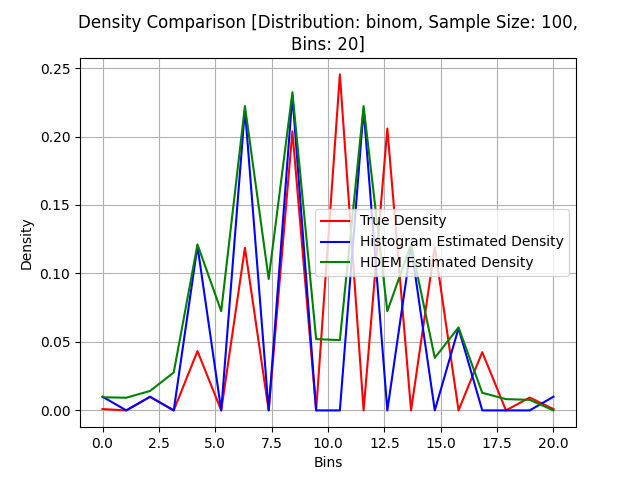 Density Comparison [Distribution: binom, Sample Size: 100,
Bins: 20]
0.25
0.20
0.15
0.10
0.05
0.00
Density
True Density
Histogram Estimated Density
HDEM Estimated Density
0.0 2.5 5.0 7.5 10.0 12.5 15.0 17.5 20.0
Bins